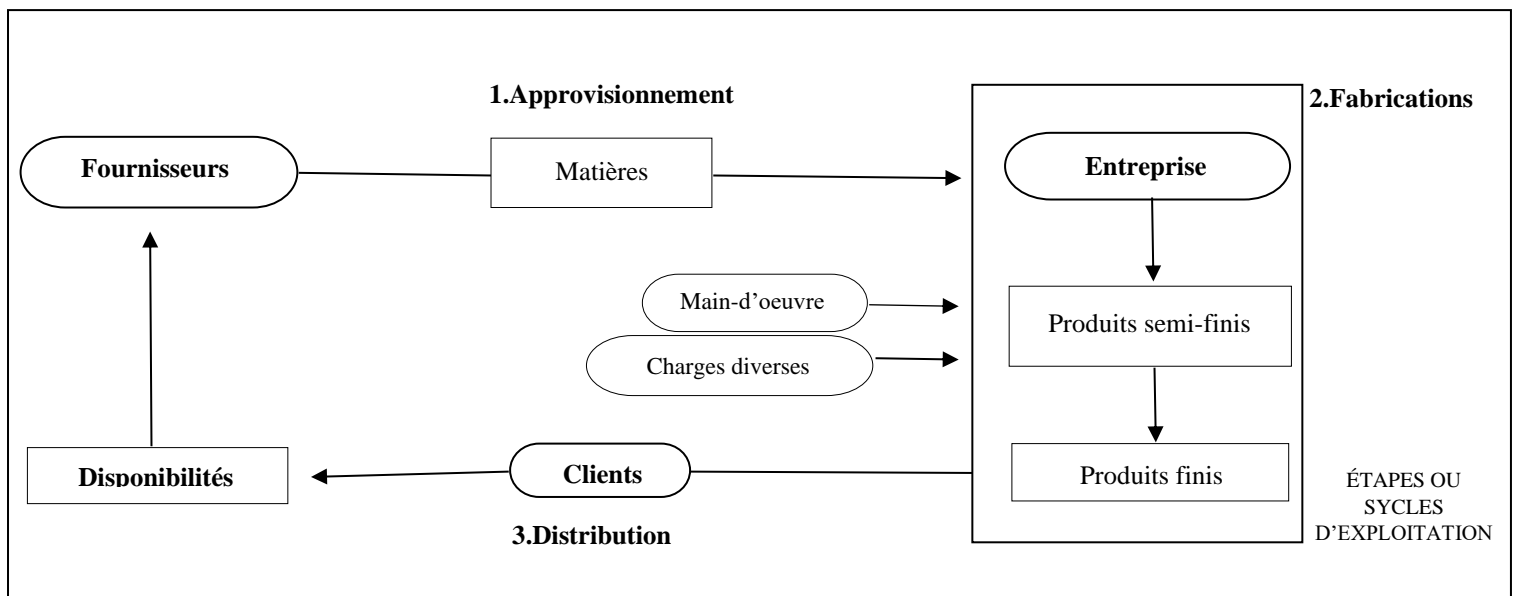 1.Approvisionnement
2.Fabrications
Fournisseurs
Matières
Entreprise
Main-d'oeuvre
Produits semi-finis
Charges diverses
Clients
Disponibilités
Produits finis
3.Distribution
ÉTAPES OU
SYCLES
D'EXPLOITATION